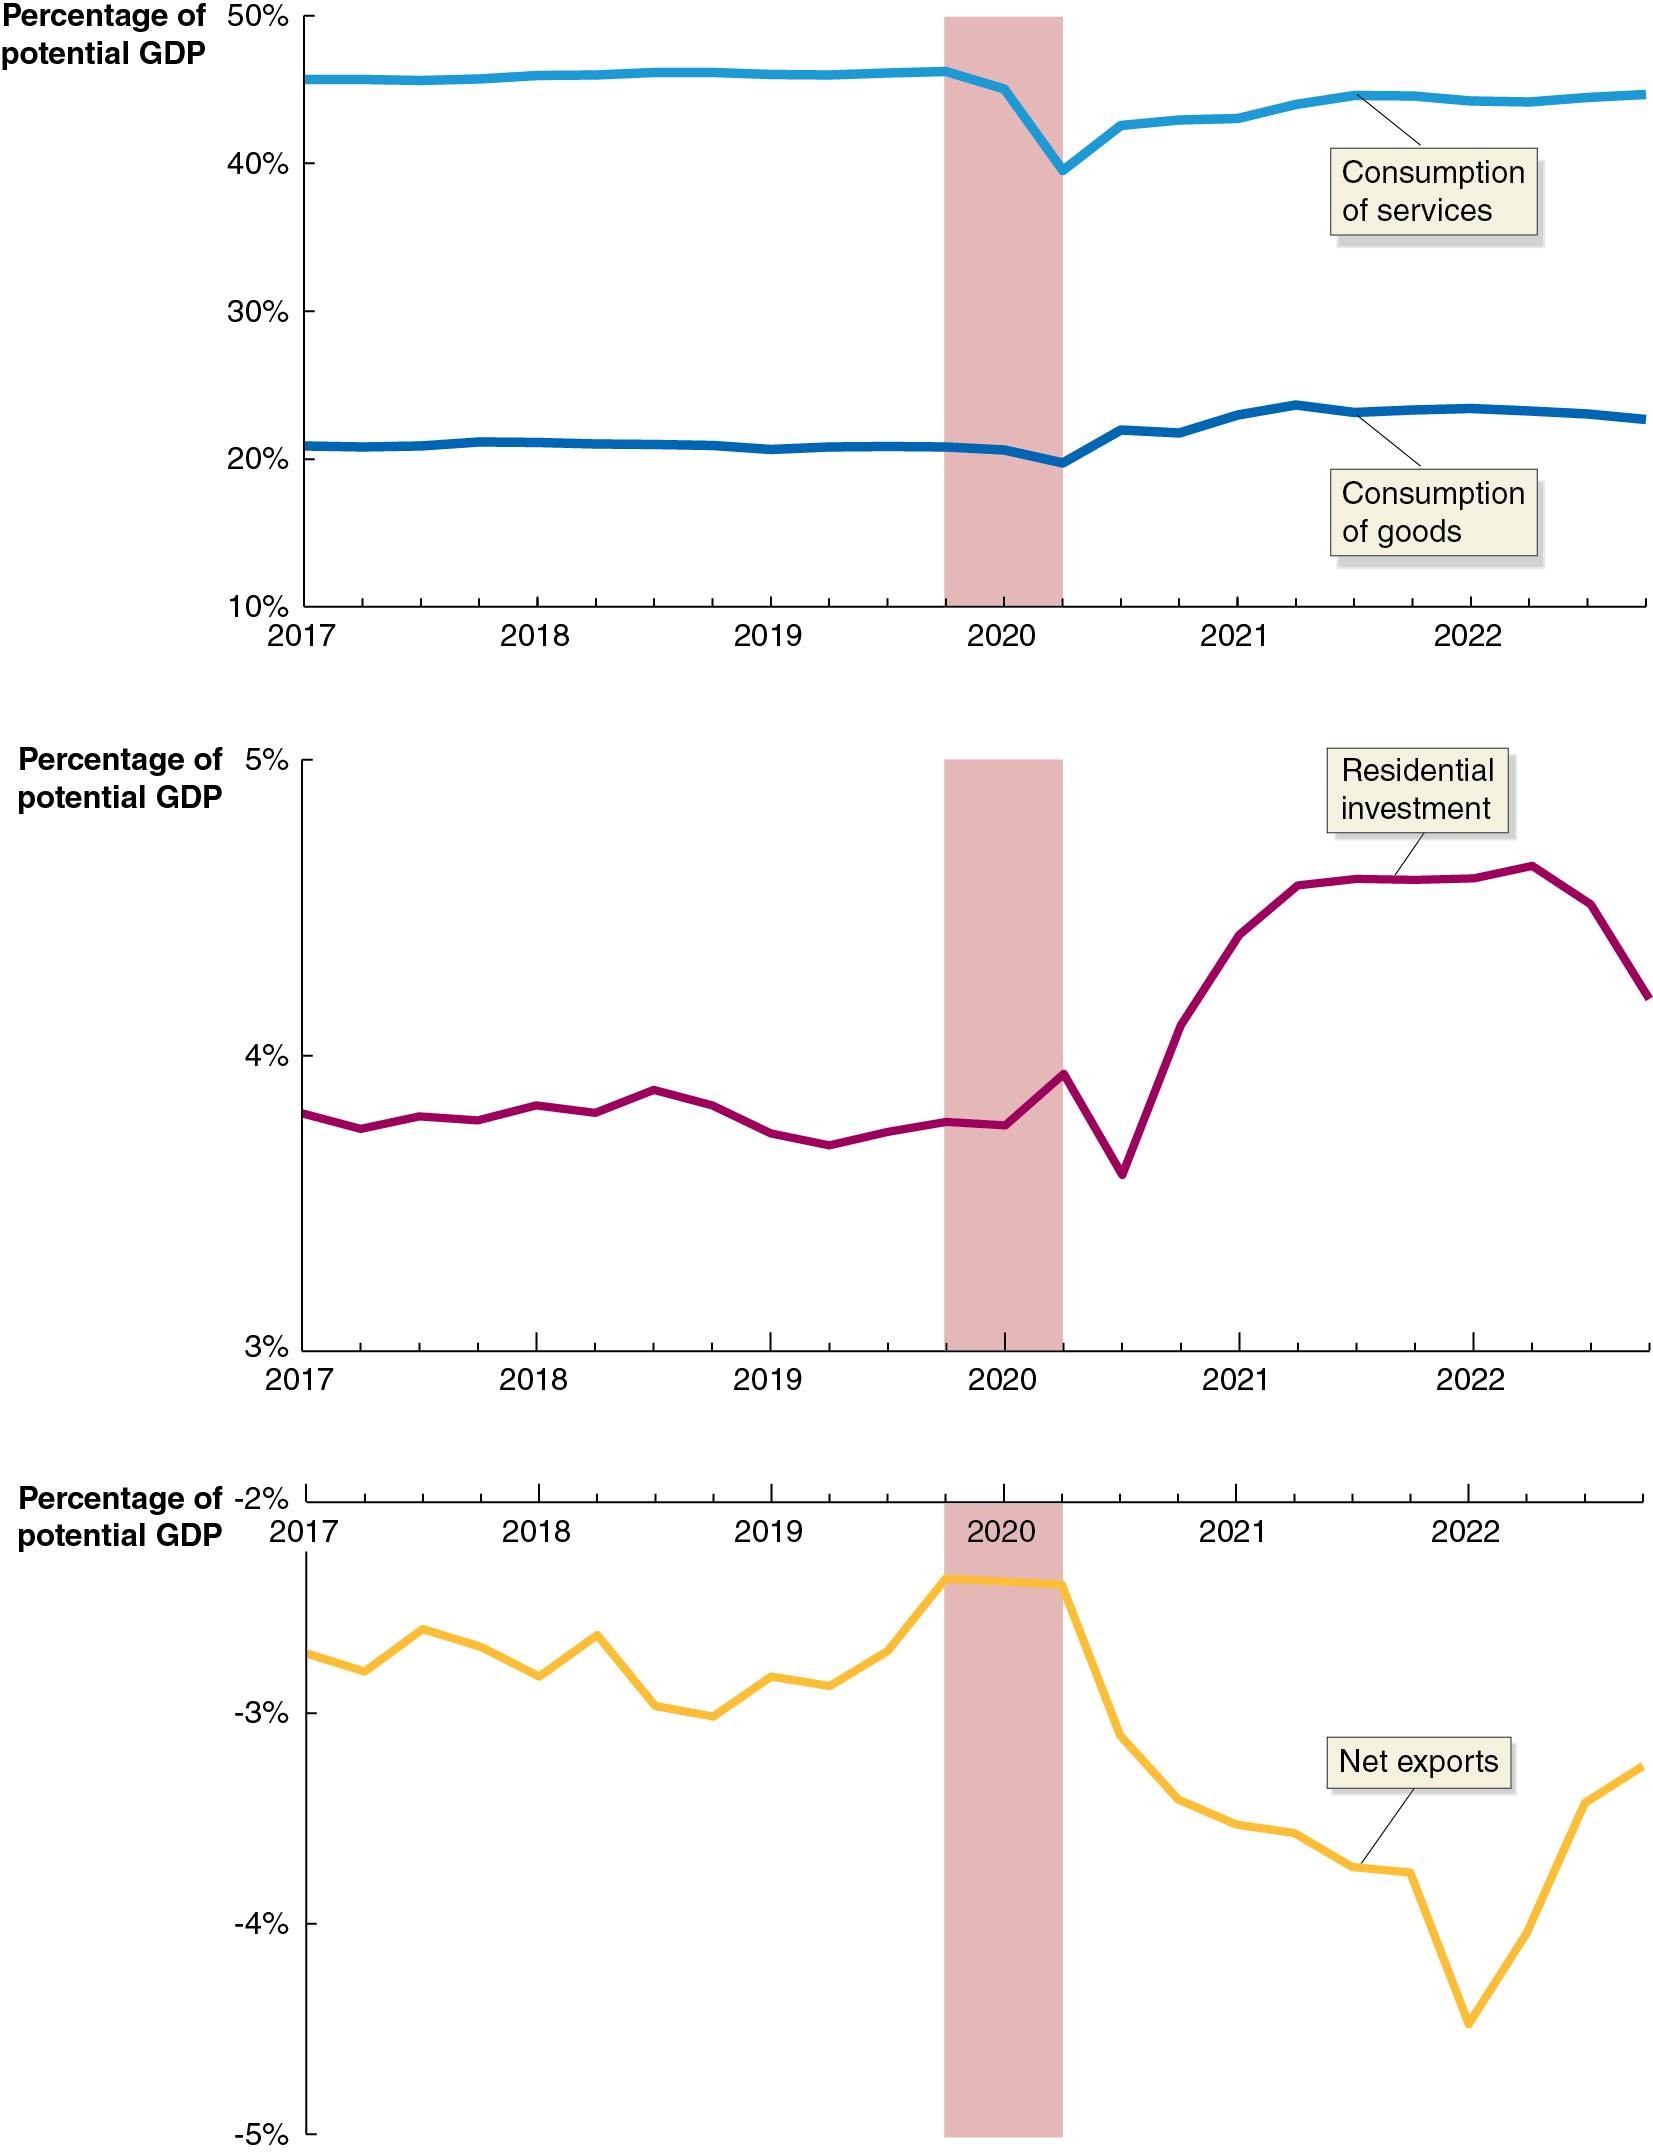 Percentage of
potential GDP
50%
40%
30%
20%
10%
Consumption
of services
Consumption
of goods
2017 2018 2019 2020 2021 2022
Percentage of
potential GDP
5%
4%
3%
Residential
investment
2017 2018 2019 2020 2021 2022
Percentage of
potential GDP
-2%
2017 2018 2019 2020 2021 2022
-3%
Net exports
-4%
-5%